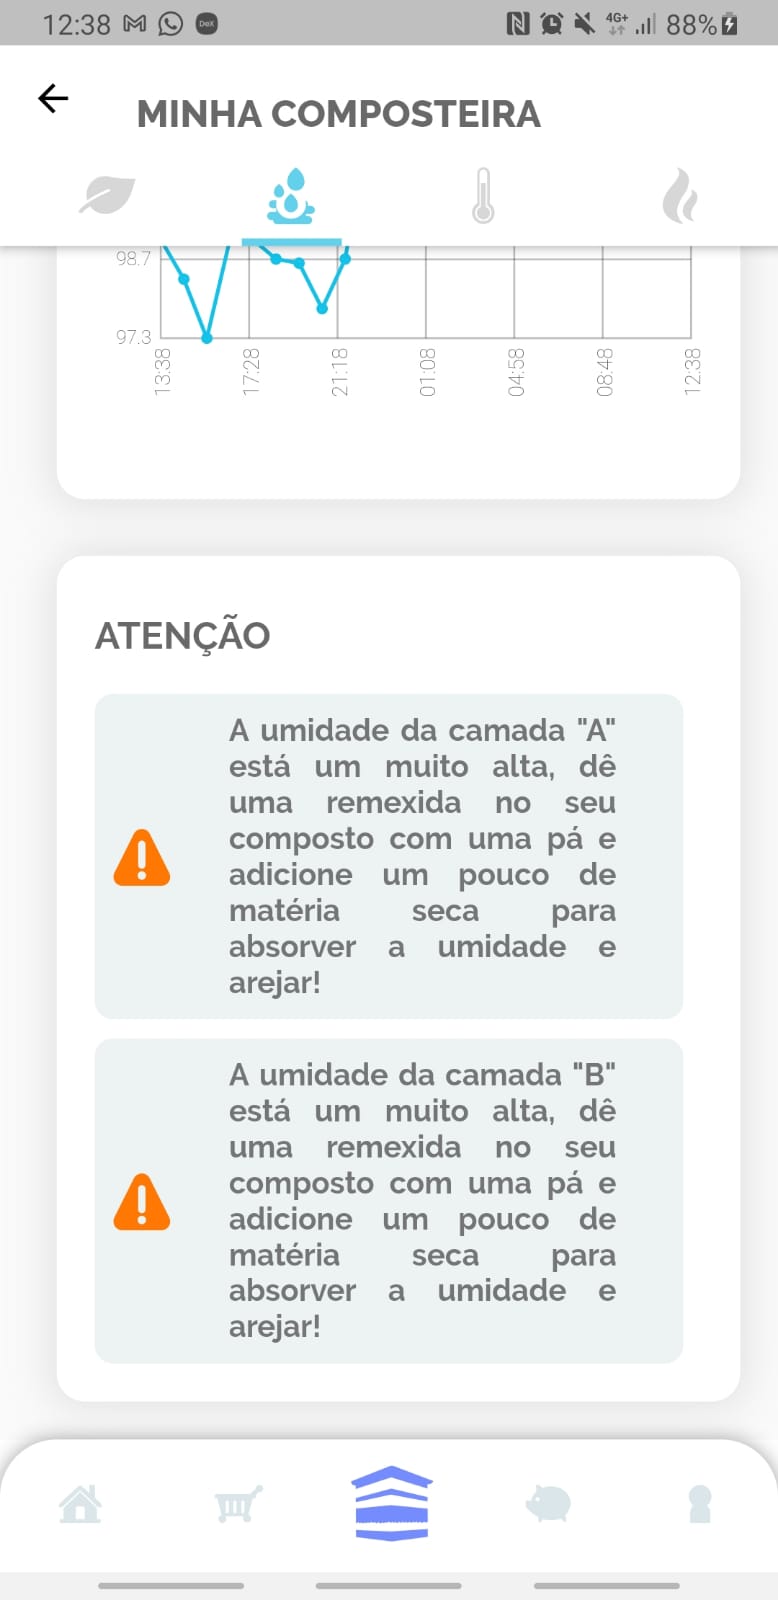 12:38 DeX 4G+ 88%
MINHA COMPOSTEIRA
98.7
97.3
13:38 17:28 21:18 01:08 04:58 08:48 12:38
ATENÇÃO
A umidade da camada "A"
está um muito alta, dê
uma remexida no seu
composto com uma pá e
adicione um pouco de
matéria seca para
absorver a umidade e
arejar!
A umidade da camada "B"
está um muito alta, dê
uma remexida no seu
composto com uma pá e
adicione um pouco de
matéria seca para
absorver a umidade e
arejar!